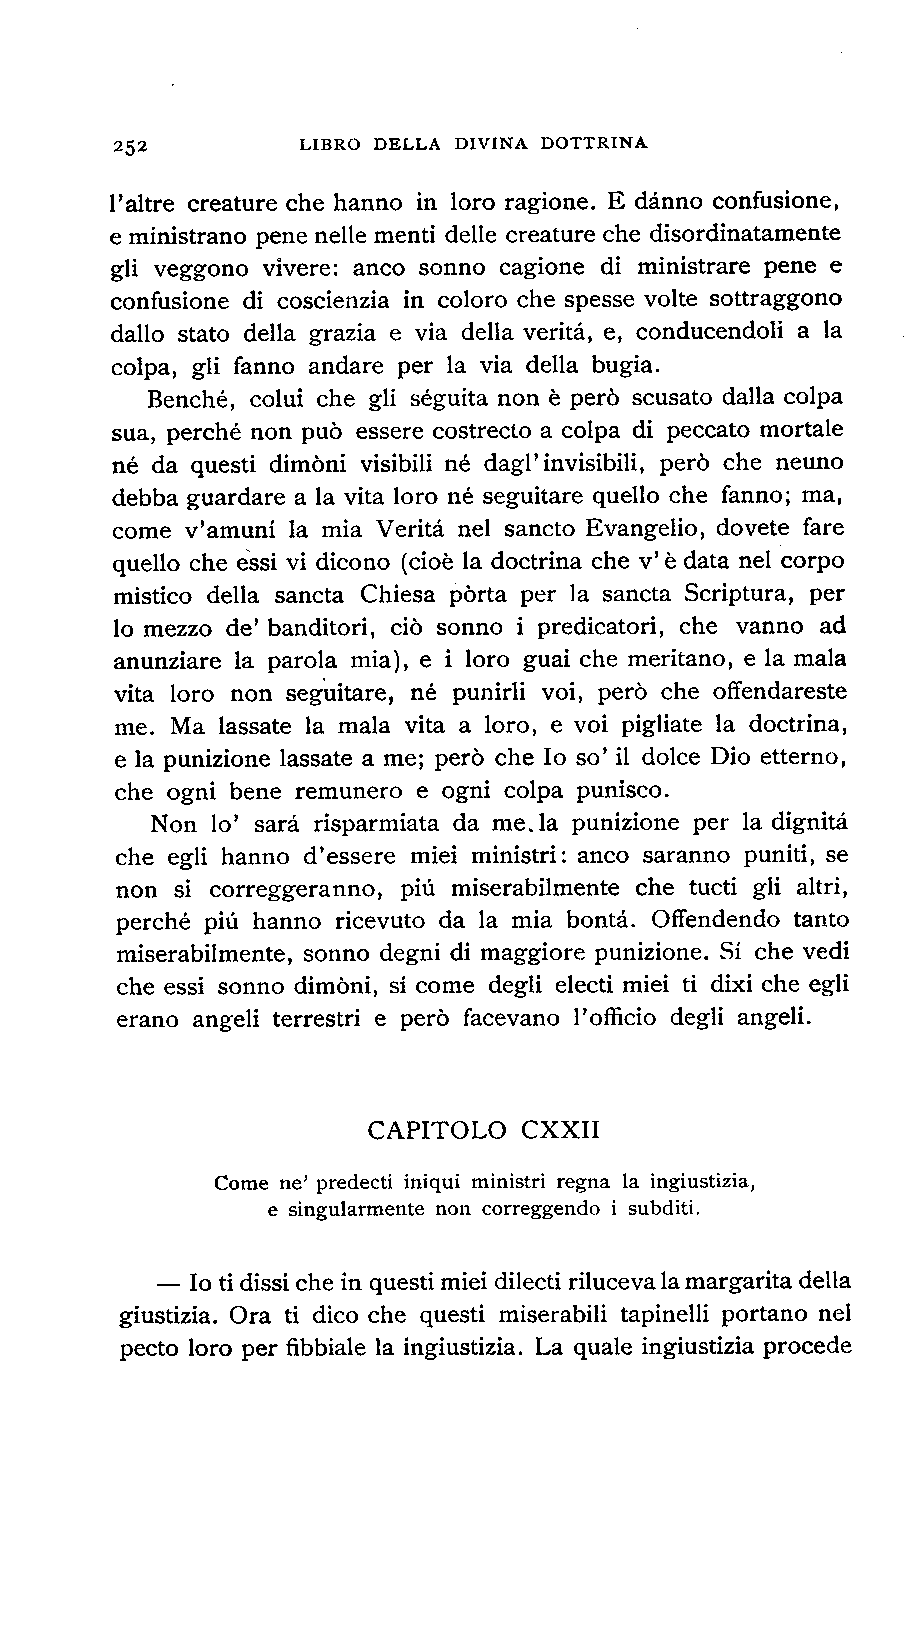 252 LIBRO DELLA DIVINA DOTTRINA
l'altre creature che hanno in loro ragione. E dánno confusione,
e ministrano pene nelle menti delle creature che disordinatamente
gli veggono vivere: anco sonno cagione di ministrare pene e
confusione di coscienzia in coloro che spesse volte sottraggono
dallo stato della grazia e via della veritá, e, conducendoli a la
colpa, gli fanno andare per la via della bugia.
Benché, colui che gli séguita non è però scusato dalla colpa
sua, perché non può essere costrecto a colpa di peccato mortale
né da questi dimòni visibili né dagl'invisibili, però che neuno
debba guardare a la vita loro né seguitare quello che fanno; ma,
come v'amuní la mia Veritá nel sancto Evangelio, dovete fare
quello che essi vi dicono (cioè la doctrina che v'è data nel corpo
mistico della sancta Chiesa pòrta per la sancta Scriptura, per
lo mezzo de' banditori, ciò sonno i predicatori, che vanno ad
anunziare la parola mia), e i loro guai che meritano, e la mala
vita loro non seguitare, né punirli voi, però che offendareste
me. Ma lassate la mala vita a loro, e voi pigliate la doctrina,
e la punizione lassate a me; però che Io so' il dolce Dio etterno,
che ogni bene remunero e ogni colpa punisco.
Non lo' sará risparmiata da me la punizione per la dignitá
che egli hanno d'essere miei ministri: anco saranno puniti, se
non si correggeranno, piú miserabilmente che tucti gli altri,
perché piú hanno ricevuto da la mia bontá. Offendendo tanto
miserabilmente, sonno degni di maggiore punizione. Sí che vedi
che essi sonno dimòni, sí come degli electi miei ti dixi che egli
erano angeli terrestri e però facevano l'officio degli angeli.
CAPITOLO CXXII
Come ne' predecti iniqui ministri regna la ingiustizia,
e singularmente non correggendo i subditi.
— Io ti dissi che in questi miei dilecti riluceva la margarita della
giustizia. Ora ti dico che questi miserabili tapinelli portano nel
pecto loro per fibbiale la ingiustizia. La quale ingiustizia procede